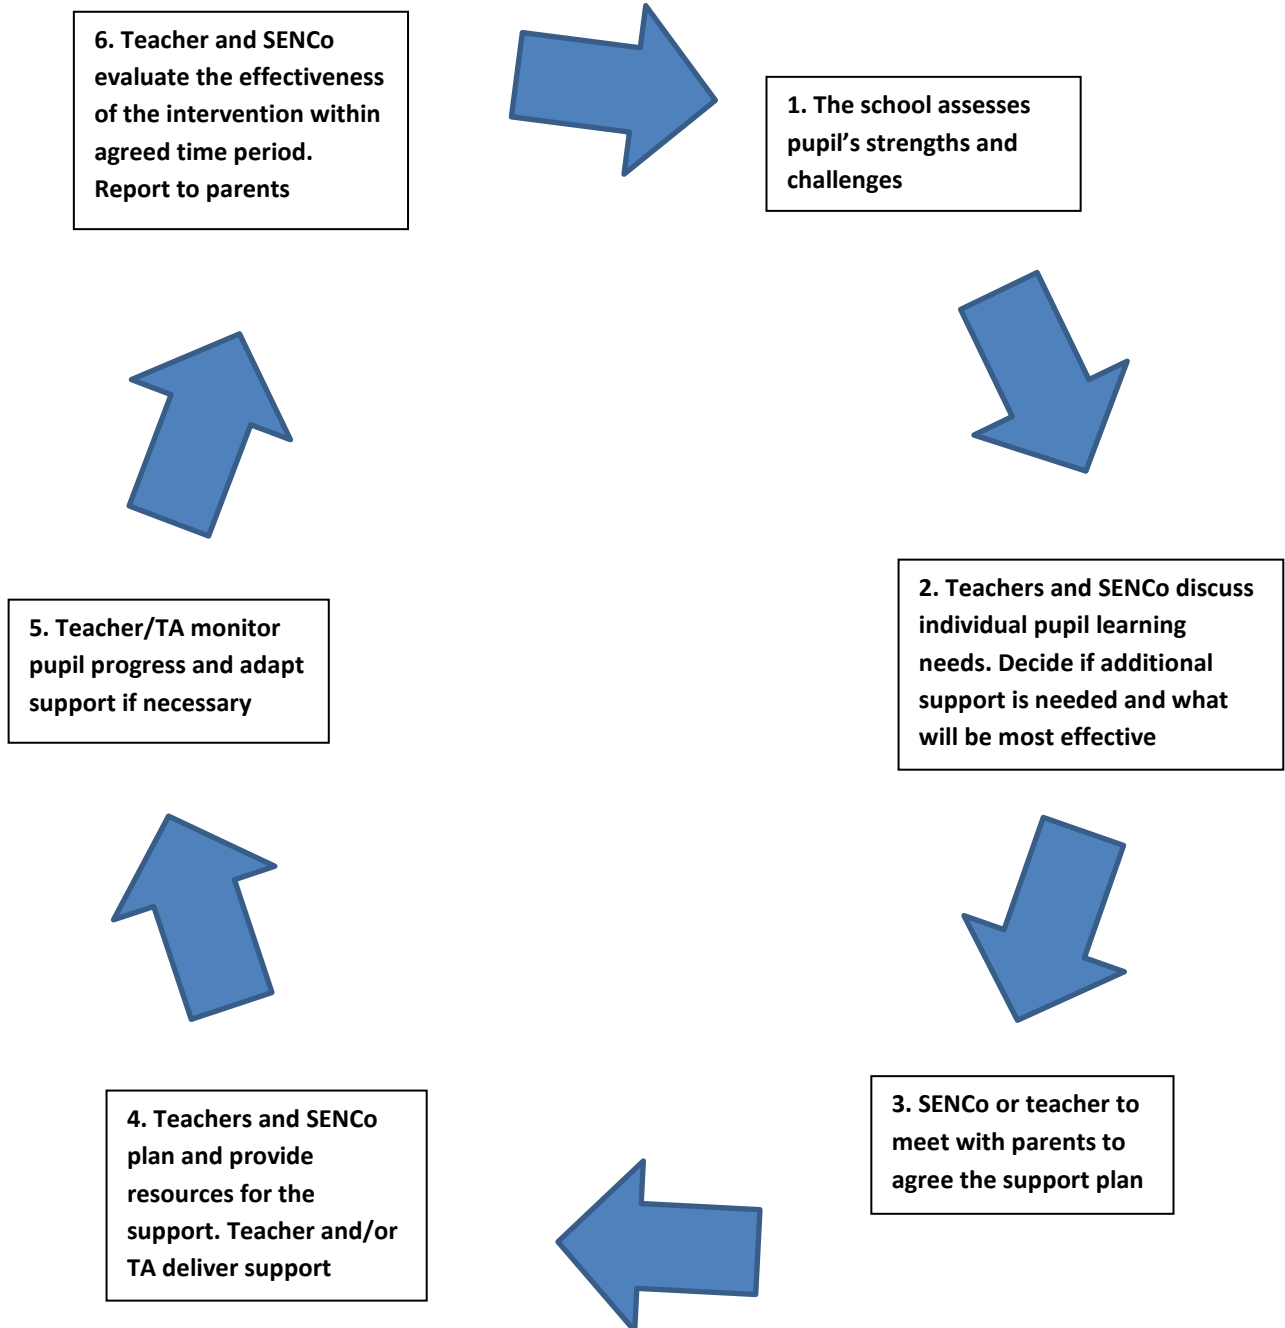 1. The school assesses
pupil’s strengths and
challenges
2. Teachers and SENCo discuss
individual pupil learning
needs. Decide if additional
support is needed and what
will be most effective
3. SENCo or teacher to
meet with parents to
agree the support plan
4. Teachers and SENCo
plan and provide
resources for the
support. Teacher and/or
TA deliver support
5. Teacher/TA monitor
pupil progress and adapt
support if necessary
6. Teacher and SENCo
evaluate the effectiveness
of the intervention within
agreed time period.
Report to parents